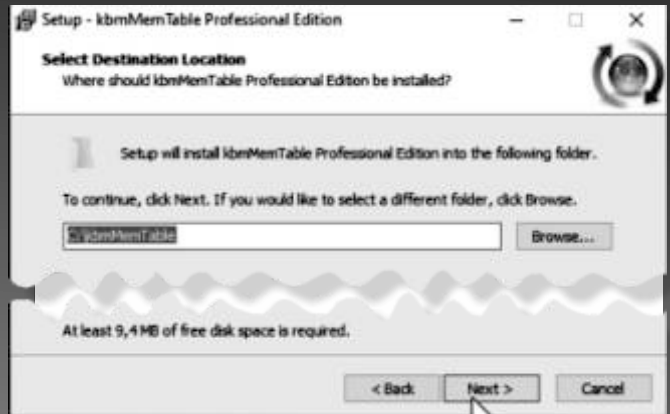 Setup - kbmMemTable Professional Edition
Select Destination Location
Where should kbmMemTable Professional Edition be installed?
Setup will install kbmMemTable Professional Edition into the following folder.
To continue, click Next. If you would like to select a different folder, click Browse.
C:\kbmMemTable
Browse...
At least 9,4 MB of free disk space is required.
< Back
Next >
Cancel